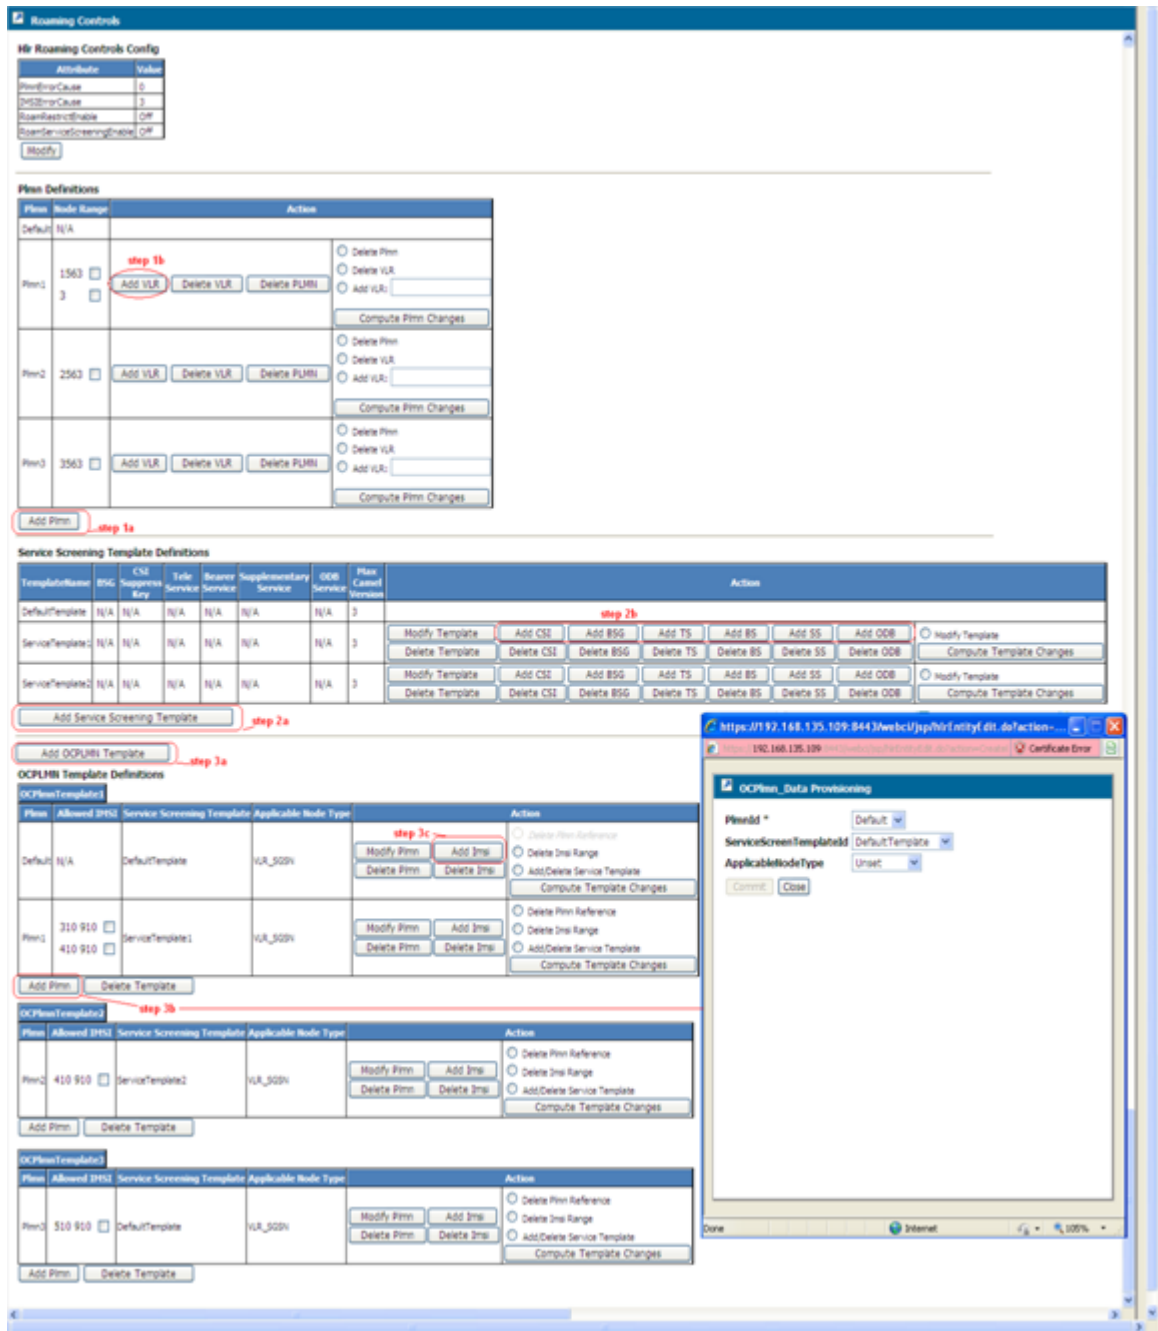 Roaming Controls
Hlr Roaming Controls Config
Attribute Value
PlmnErrorCause 0
IMSIErrorCause 3
RoamRestrictEnable Off
RoamServiceScreeningEnable Off
Modify
Plmn Definitions
Plmn Node Range Action
Default N/A
step 1b
Plmn1 1563 3 Add VLR Delete VLR Delete PLMN
Delete Plmn
Delete VLR
Add VLR:
Compute Plmn Changes
Plmn2 2563 Add VLR Delete VLR Delete PLMN
Delete Plmn
Delete VLR
Add VLR:
Compute Plmn Changes
Plmn3 3563 Add VLR Delete VLR Delete PLMN
Delete Plmn
Delete VLR
Add VLR:
Compute Plmn Changes
Add Plmn step 1a
Service Screening Template Definitions
TemplateName BSG CSI Suppress Key Tele Service Bearer Service Supplementary Service ODB Service Max Camel Version Action
DefaultTemplate N/A N/A N/A N/A N/A N/A 3
step 2b
ServiceTemplate1 N/A N/A N/A N/A N/A N/A 3
Modify Template Add CSI Add BSG Add TS Add BS Add SS Add ODB Modify Template
Delete Template Delete CSI Delete BSG Delete TS Delete BS Delete SS Delete ODB Compute Template Changes
ServiceTemplate2 N/A N/A N/A N/A N/A N/A 3
Modify Template Add CSI Add BSG Add TS Add BS Add SS Add ODB Modify Template
Delete Template Delete CSI Delete BSG Delete TS Delete BS Delete SS Delete ODB Compute Template Changes
Add Service Screening Template step 2a
Add OCPLMN Template step 3a
OCPLMN Template Definitions
OCPlmnTemplate1
Plmn Allowed IMSI Service Screening Template Applicable Node Type Action
step 3c
Default N/A DefaultTemplate VLR_SGSN
Modify Plmn Add Imsi
Delete Plmn Delete Imsi
Delete Plmn Reference
Delete Imsi Range
Add/Delete Service Template
Compute Template Changes
Plmn1 310 910 410 910 ServiceTemplate1 VLR_SGSN
Modify Plmn Add Imsi
Delete Plmn Delete Imsi
Delete Plmn Reference
Delete Imsi Range
Add/Delete Service Template
Compute Template Changes
Add Plmn Delete Template
step 3b
OCPlmnTemplate2
Plmn Allowed IMSI Service Screening Template Applicable Node Type Action
Plmn2 410 910 ServiceTemplate2 VLR_SGSN
Modify Plmn Add Imsi
Delete Plmn Delete Imsi
Delete Plmn Reference
Delete Imsi Range
Add/Delete Service Template
Compute Template Changes
Add Plmn Delete Template
OCPlmnTemplate3
Plmn Allowed IMSI Service Screening Template Applicable Node Type Action
Plmn3 510 910 DefaultTemplate VLR_SGSN
Modify Plmn Add Imsi
Delete Plmn Delete Imsi
Delete Plmn Reference
Delete Imsi Range
Add/Delete Service Template
Compute Template Changes
Add Plmn Delete Template
https://192.168.135.109:8443/webci/jsp/hlrEntityEdit.do?action=...
192.168.135.109 Certificate Error
OCPlmn_Data Provisioning
PlmnId * Default
ServiceScreenTemplateId DefaultTemplate
ApplicableNodeType Unset
Commit Close
Done Internet 105%